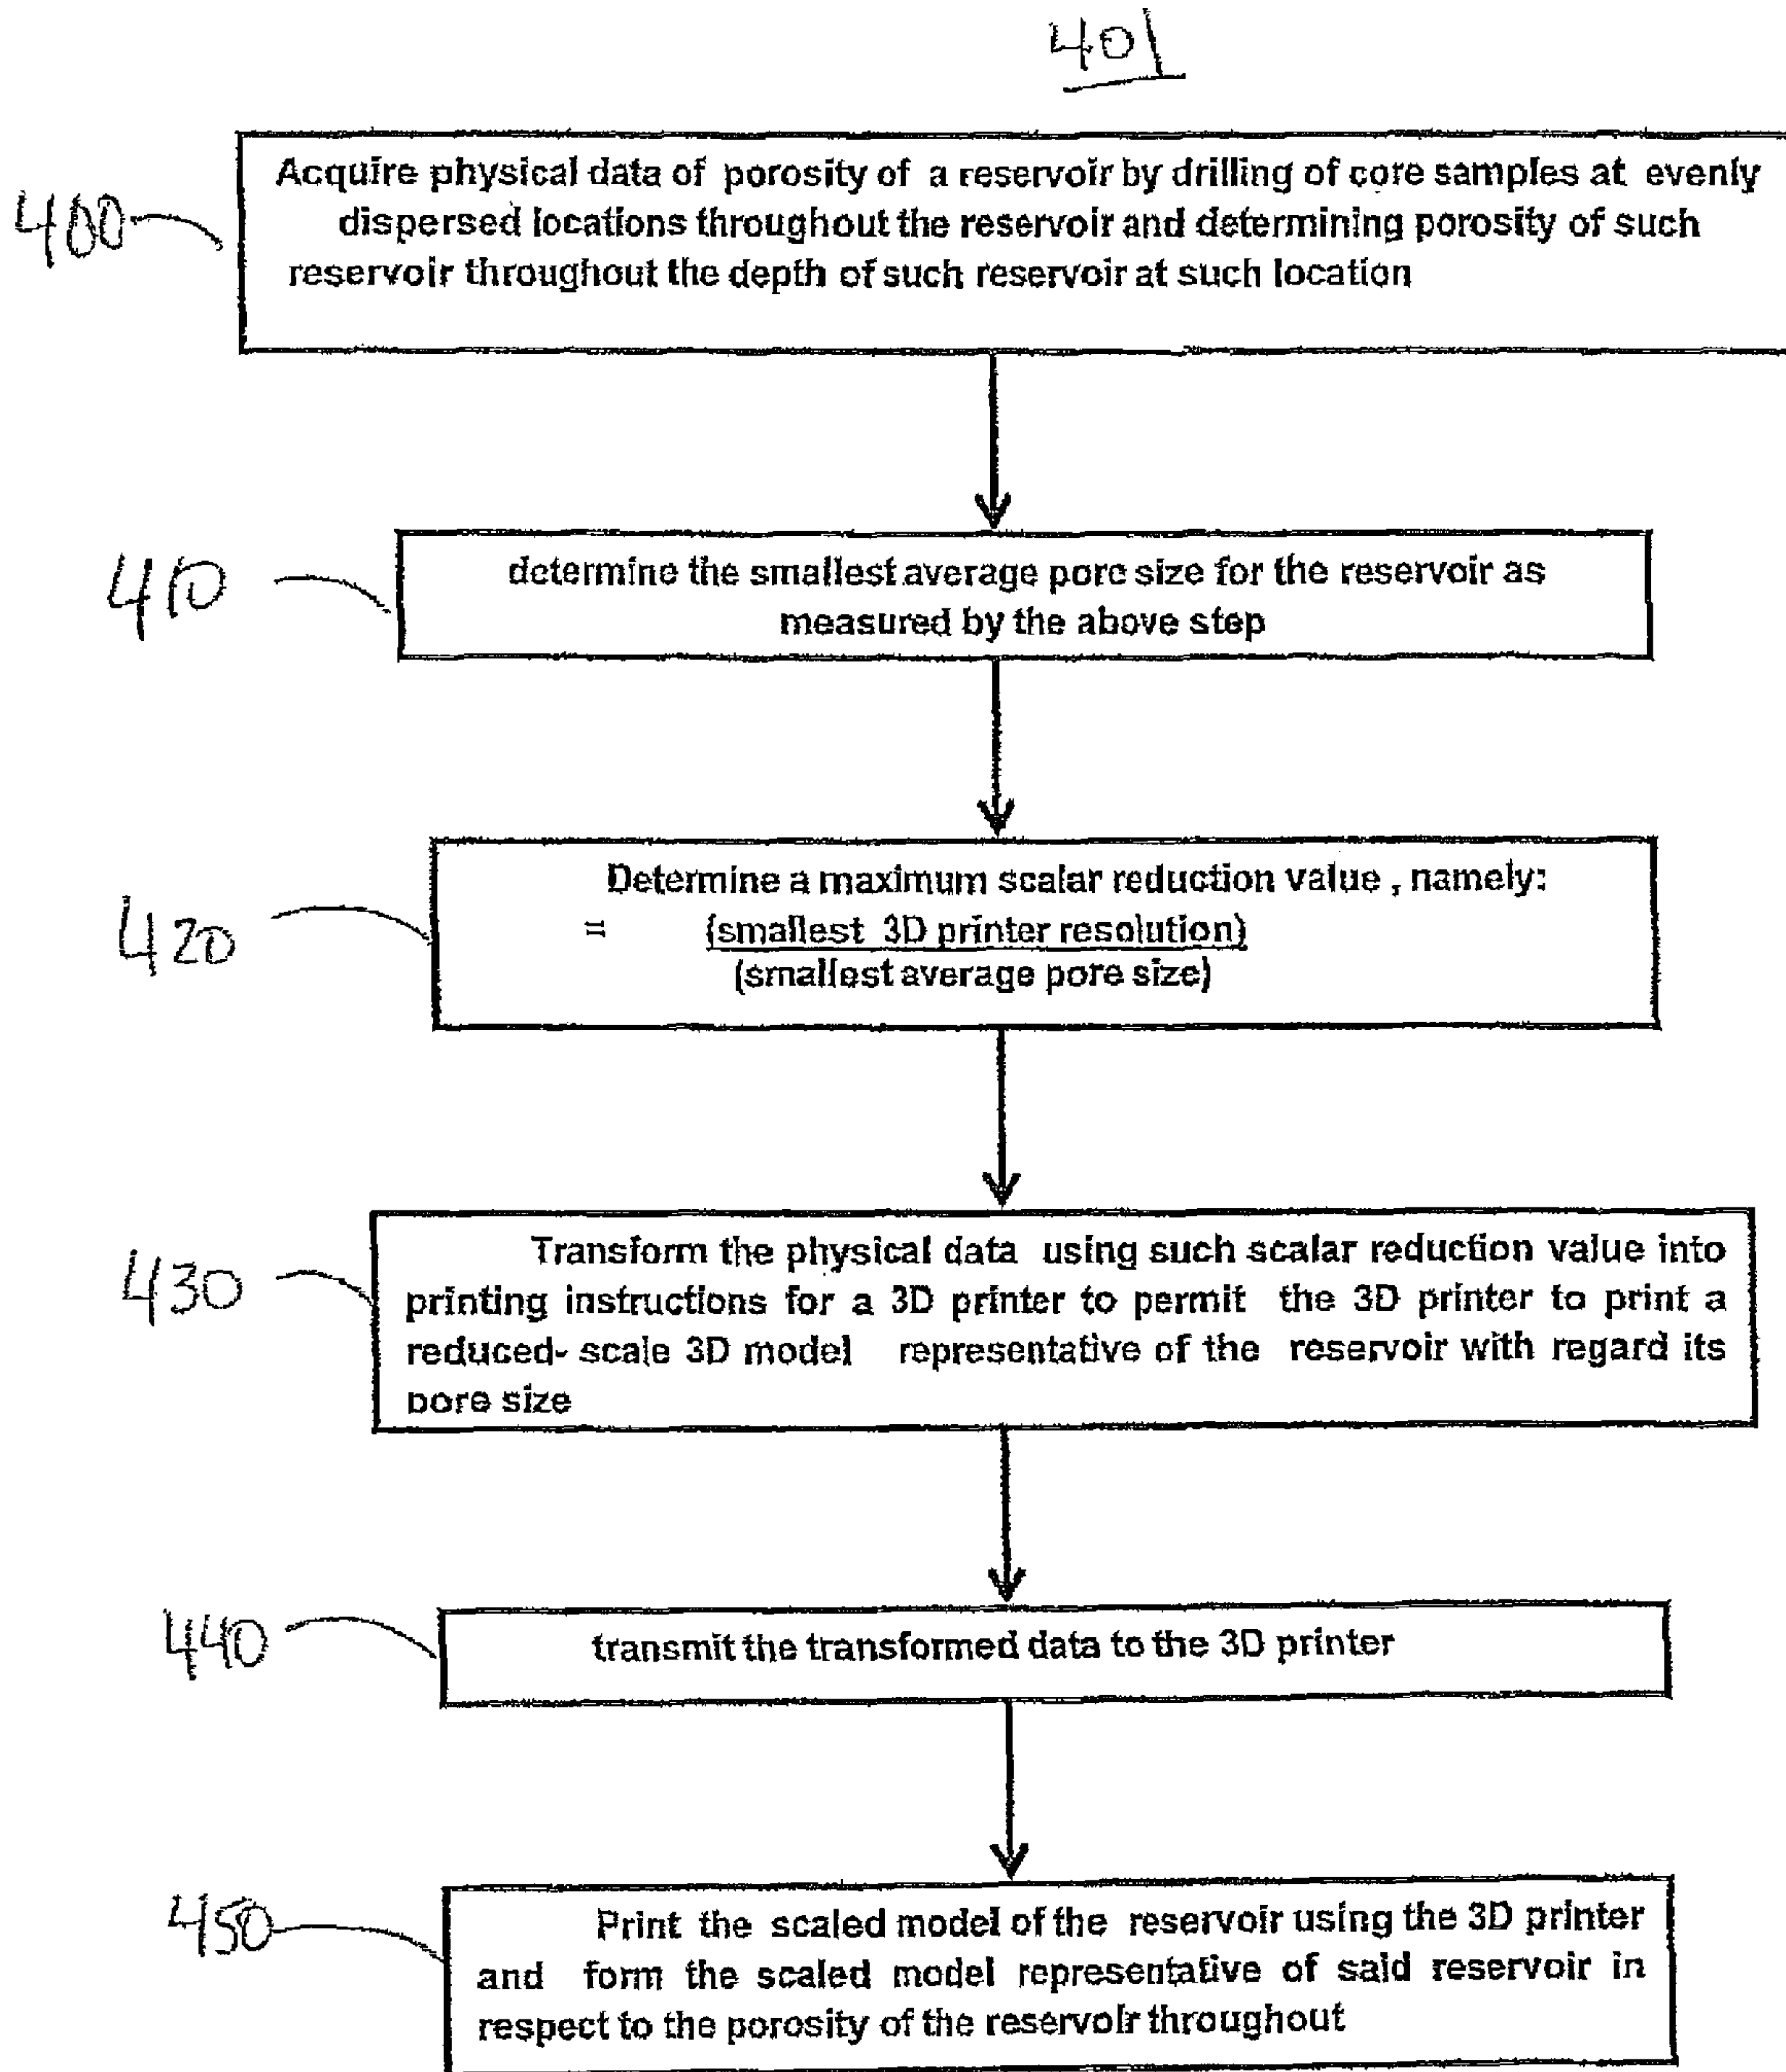 401
400
Acquire physical data of porosity of a reservoir by drilling of core samples at evenly
dispersed locations throughout the reservoir and determining porosity of such
reservoir throughout the depth of such reservoir at such location
410
determine the smallest average pore size for the reservoir as
measured by the above step
420
Determine a maximum scalar reduction value , namely:
= (smallest 3D printer resolution)
(smallest average pore size)
430
Transform the physical data using such scalar reduction value into
printing instructions for a 3D printer to permit the 3D printer to print a
reduced- scale 3D model representative of the reservoir with regard its
pore size
440
transmit the transformed data to the 3D printer
450
Print the scaled model of the reservoir using the 3D printer
and form the scaled model representative of said reservoir in
respect to the porosity of the reservoir throughout